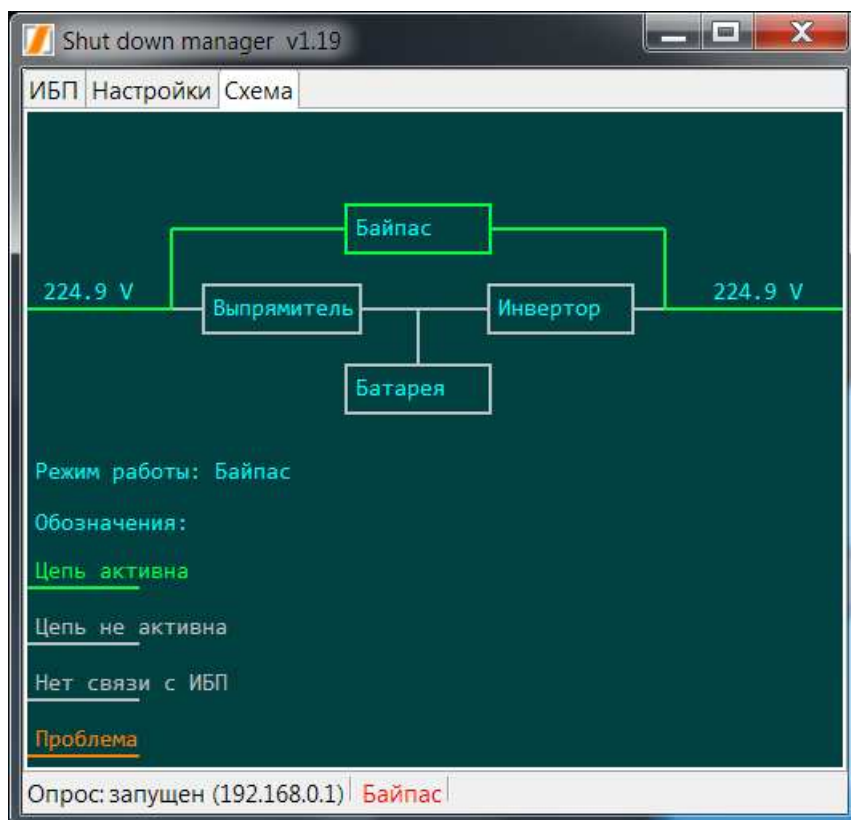 Shut down manager v1.19
ИБП Настройки Схема
Байпас
224.9 V
224.9 V
Выпрямитель
Инвертор
Батарея
Режим работы: Байпас
Обозначения:
Цепь активна
Цепь не активна
Нет связи с ИБП
Проблема
Опрос: запущен (192.168.0.1) Байпас